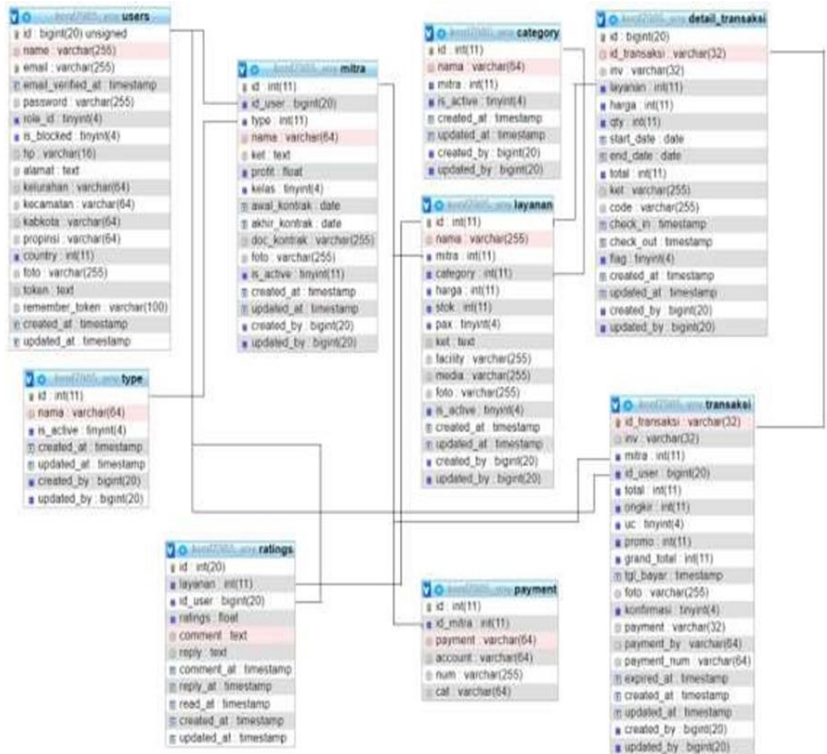 users
id : bigint(20) unsigned
name : varchar(255)
email : varchar(255)
email_verified_at : timestamp
password : varchar(255)
role_id : tinyint(4)
is_blocked : tinyint(4)
hp : varchar(16)
alamat : text
kelurahan : varchar(64)
kecamatan : varchar(64)
kabkota : varchar(64)
propinsi : varchar(64)
country : int(11)
foto : varchar(255)
token : text
remember_token : varchar(100)
created_at : timestamp
updated_at : timestamp
mitra
id : int(11)
id_user : bigint(20)
type : int(11)
nama : varchar(64)
ket : text
profit : float
kelas : tinyint(4)
awal_kontrak : date
akhir_kontrak : date
doc_kontrak : varchar(255)
foto : varchar(255)
is_active : tinyint(11)
created_at : timestamp
updated_at : timestamp
created_by : bigint(20)
updated_by : bigint(20)
category
id : int(11)
nama : varchar(64)
mitra : int(11)
is_active : tinyint(4)
created_at : timestamp
updated_at : timestamp
created_by : bigint(20)
updated_by : bigint(20)
detail_transaksi
id : bigint(20)
id_transaksi : varchar(32)
inv : varchar(32)
layanan : int(11)
harga : int(11)
qty : int(11)
start_date : date
end_date : date
total : int(11)
ket : varchar(255)
code : varchar(255)
check_in : timestamp
check_out : timestamp
flag : tinyint(4)
created_at : timestamp
updated_at : timestamp
created_by : bigint(20)
updated_by : bigint(20)
layanan
id : int(11)
nama : varchar(255)
mitra : int(11)
category : int(11)
harga : int(11)
stok : int(11)
pax : tinyint(4)
ket : text
facility : varchar(255)
media : varchar(255)
foto : varchar(255)
is_active : tinyint(4)
created_at : timestamp
updated_at : timestamp
created_by : bigint(20)
updated_by : bigint(20)
type
id : int(11)
nama : varchar(64)
is_active : tinyint(4)
created_at : timestamp
updated_at : timestamp
created_by : bigint(20)
updated_by : bigint(20)
transaksi
id_transaksi : varchar(32)
inv : varchar(32)
mitra : int(11)
id_user : bigint(20)
total : int(11)
ongkir : int(11)
uc : tinyint(4)
promo : int(11)
grand_total : int(11)
tgl_bayar : timestamp
foto : varchar(255)
konfirmasi : tinyint(4)
payment : varchar(32)
payment_by : varchar(64)
payment_num : varchar(64)
expired_at : timestamp
created_at : timestamp
updated_at : timestamp
created_by : bigint(20)
updated_by : bigint(20)
ratings
id : int(20)
layanan : int(11)
id_user : bigint(20)
ratings : float
comment : text
reply : text
comment_at : timestamp
reply_at : timestamp
read_at : timestamp
created_at : timestamp
updated_at : timestamp
payment
id : int(11)
id_mitra : int(11)
payment : varchar(64)
account : varchar(64)
num : varchar(255)
cat : varchar(64)